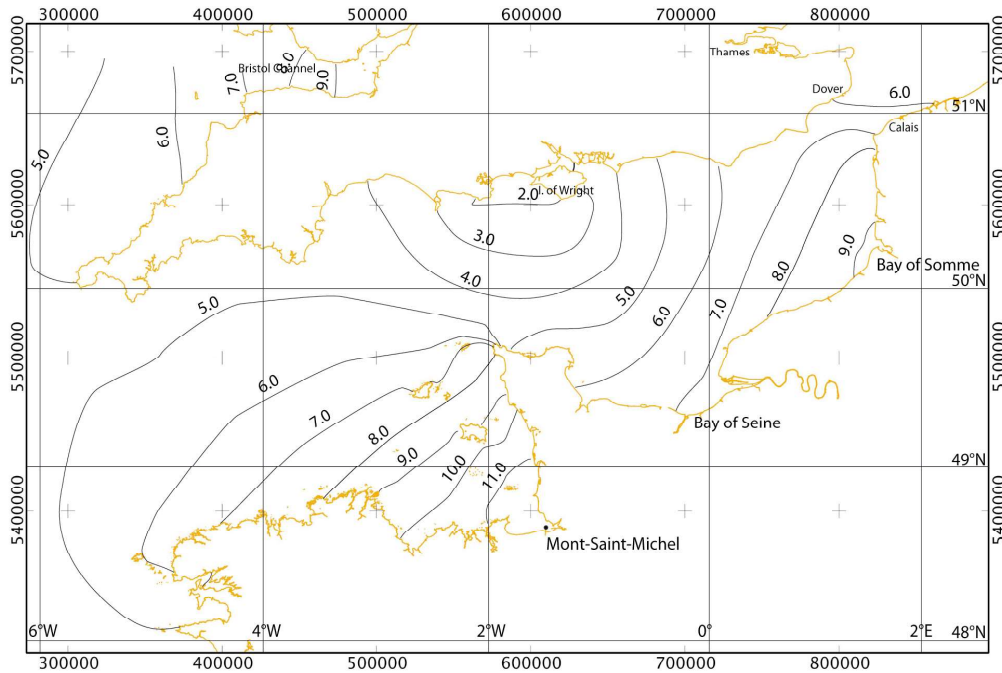 300000 400000 500000 600000 700000 800000
5700000
5700000
Thames
Bristol Channel
8.0
7.0
9.0
Dover
6.0
51°N
Calais
5.0
6.0
5600000
5600000
2.0
I. of Wright
3.0
9.0
Bay of Somme
4.0
8.0
50°N
5.0
5.0
6.0
7.0
5500000
5500000
6.0
7.0
Bay of Seine
8.0
9.0
10.0
11.0
49°N
5400000
5400000
Mont-Saint-Michel
6°W 4°W 2°W 0° 2°E 48°N
300000 400000 500000 600000 700000 800000